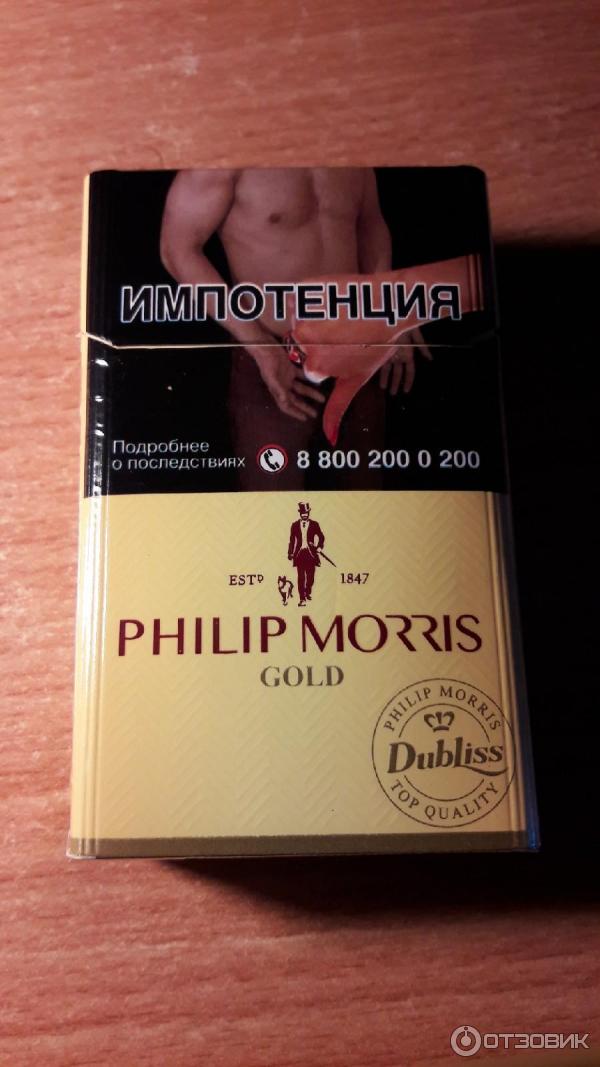 ИМПОТЕНЦИЯ
Подробнее
о последствиях 8 800 200 0 200
ESTD 1847
PHILIP MORRIS
GOLD
PHILIP MORRIS
Dubliss
TOP QUALITY
ОТЗОВИК